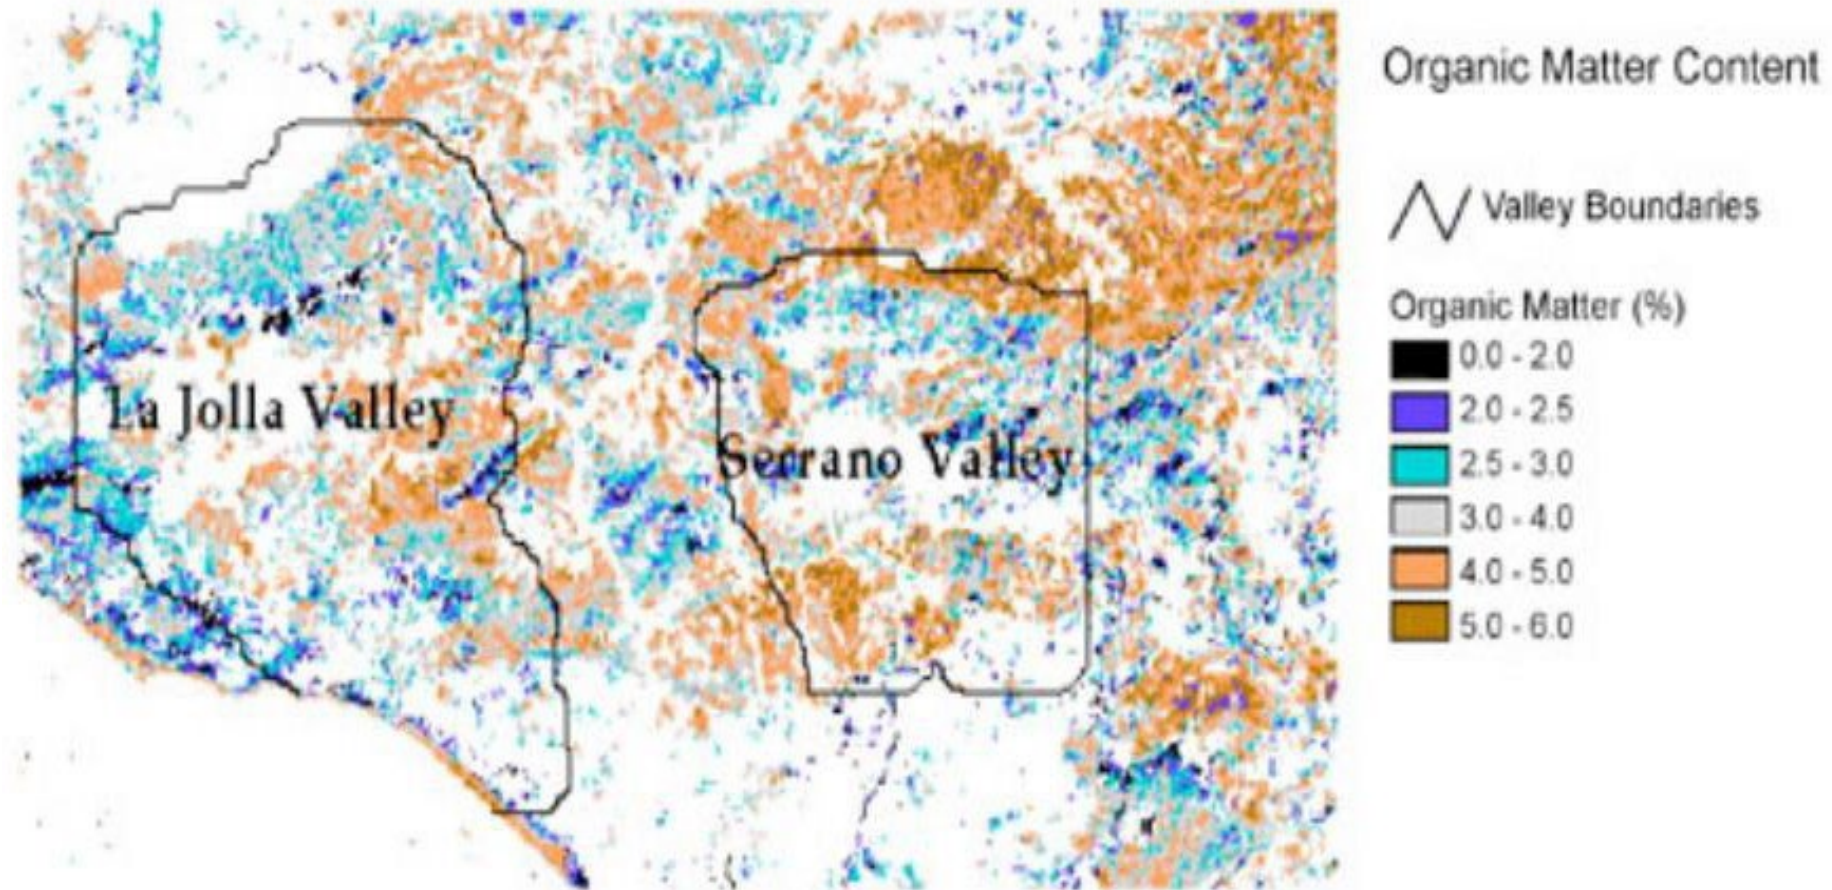 Organic Matter Content
Valley Boundaries
Organic Matter (%)
0.0 - 2.0
2.0 - 2.5
2.5 - 3.0
3.0 - 4.0
4.0 - 5.0
5.0 - 6.0
La Jolla Valley
Serrano Valley